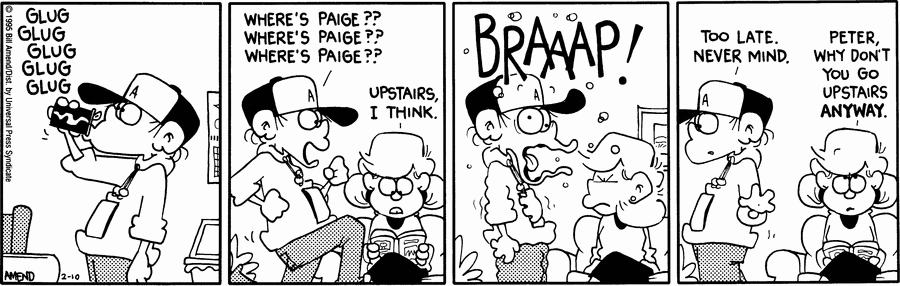 © 1995 Bill Amend/Dist. by Universal Press Syndicate
GLUG
GLUG
GLUG
GLUG
GLUG
A
AMEND
2-10
WHERE'S PAIGE??
WHERE'S PAIGE??
WHERE'S PAIGE??
UPSTAIRS,
I THINK.
A
BRAAAP!
A
TOO LATE.
NEVER MIND.
A
PETER,
WHY DON'T
YOU GO
UPSTAIRS
ANYWAY.